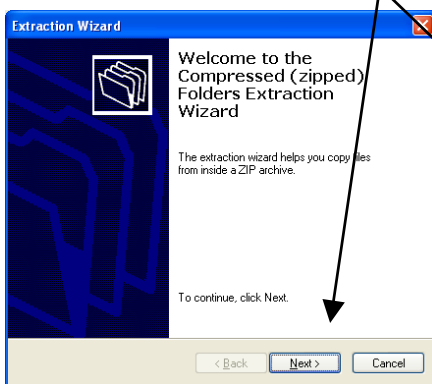 Extraction Wizard
Welcome to the
Compressed (zipped)
Folders Extraction
Wizard
The extraction wizard helps you copy files
from inside a ZIP archive.
To continue, click Next.
< Back
Next >
Cancel